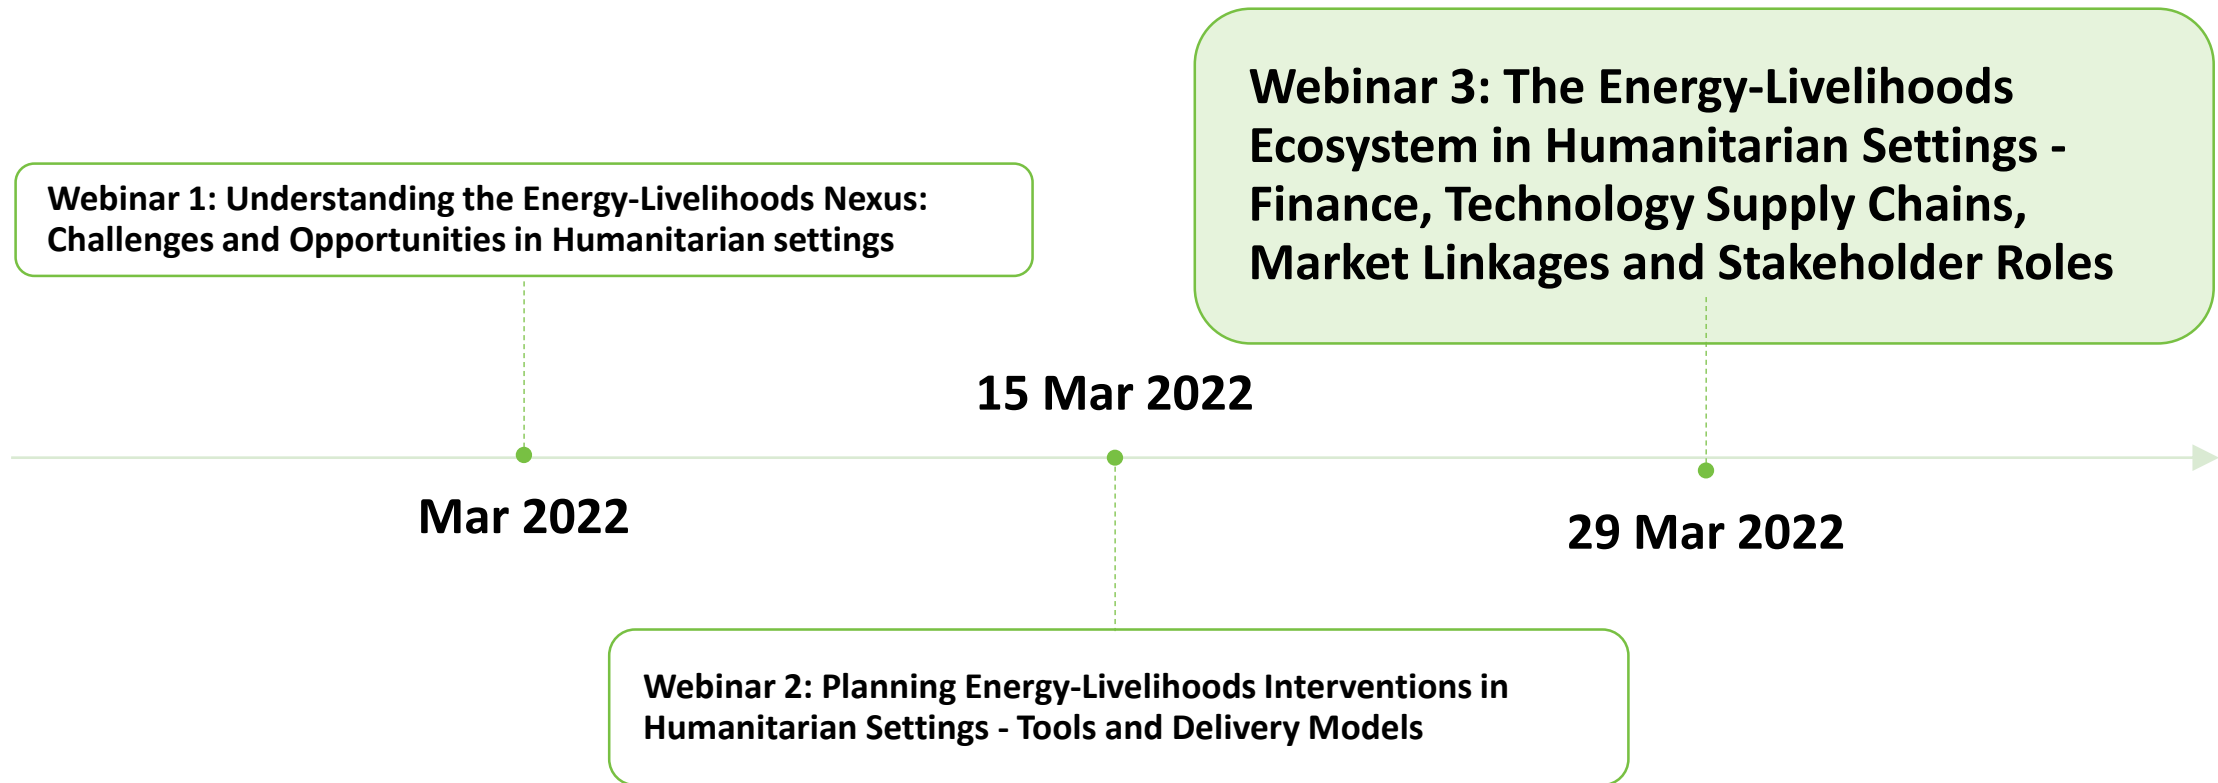 Webinar 1: Understanding the Energy-Livelihoods Nexus:
Challenges and Opportunities in Humanitarian settings
Mar 2022
15 Mar 2022
Webinar 2: Planning Energy-Livelihoods Interventions in
Humanitarian Settings - Tools and Delivery Models
Webinar 3: The Energy-Livelihoods
Ecosystem in Humanitarian Settings -
Finance, Technology Supply Chains,
Market Linkages and Stakeholder Roles
29 Mar 2022